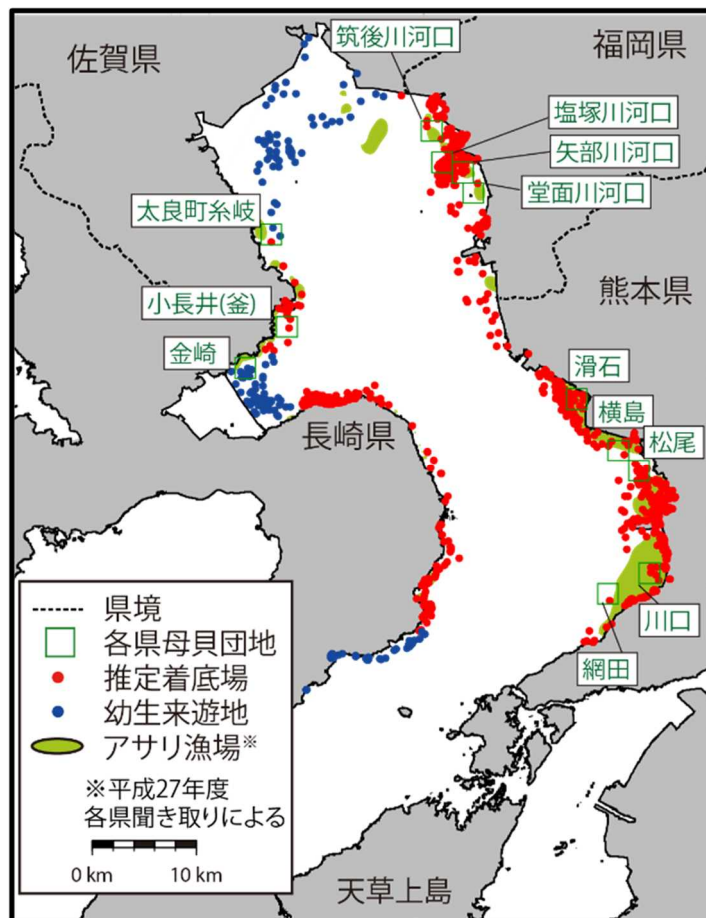 筑後川河口
佐賀県
福岡県
塩塚川河口
矢部川河口
堂面川河口
太良町糸岐
熊本県
小長井(釜)
金崎
滑石
横島
長崎県
松尾
県境
各県母貝団地
推定着底場
幼生来遊地
アサリ漁場※
※平成27年度
各県聞き取りによる
0 km 10 km
川口
網田
天草上島